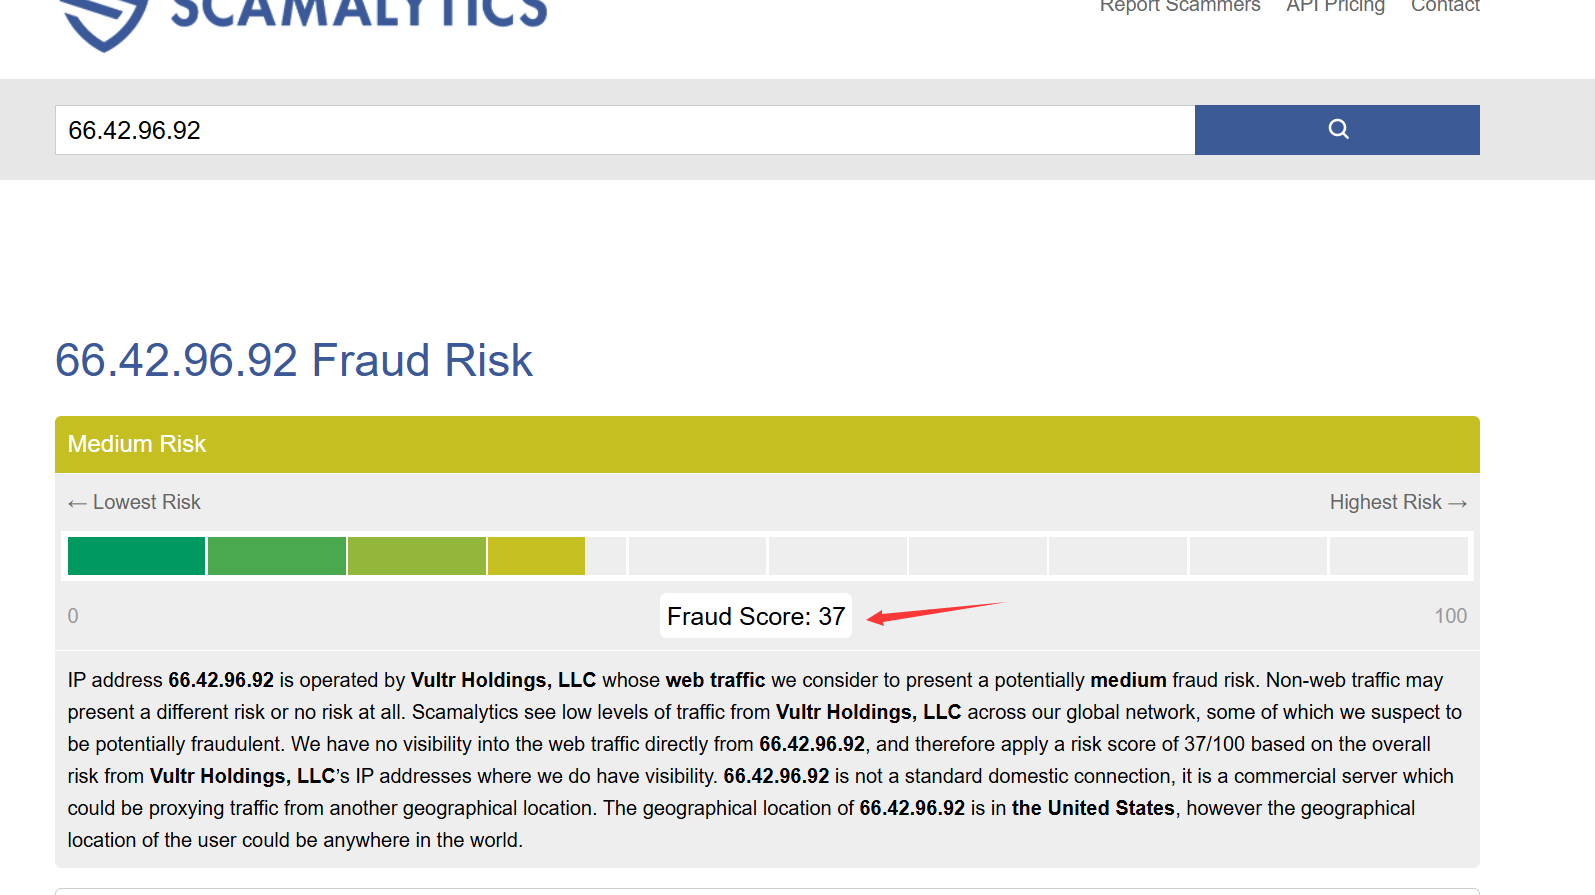 SCAMALYTICS
Report Scammers API Pricing Contact
66.42.96.92
66.42.96.92 Fraud Risk
Medium Risk
← Lowest Risk
Highest Risk →
0
Fraud Score: 37
100
IP address 66.42.96.92 is operated by Vultr Holdings, LLC whose web traffic we consider to present a potentially medium fraud risk. Non-web traffic may
present a different risk or no risk at all. Scamalytics see low levels of traffic from Vultr Holdings, LLC across our global network, some of which we suspect to
be potentially fraudulent. We have no visibility into the web traffic directly from 66.42.96.92, and therefore apply a risk score of 37/100 based on the overall
risk from Vultr Holdings, LLC's IP addresses where we do have visibility. 66.42.96.92 is not a standard domestic connection, it is a commercial server which
could be proxying traffic from another geographical location. The geographical location of 66.42.96.92 is in the United States, however the geographical
location of the user could be anywhere in the world.